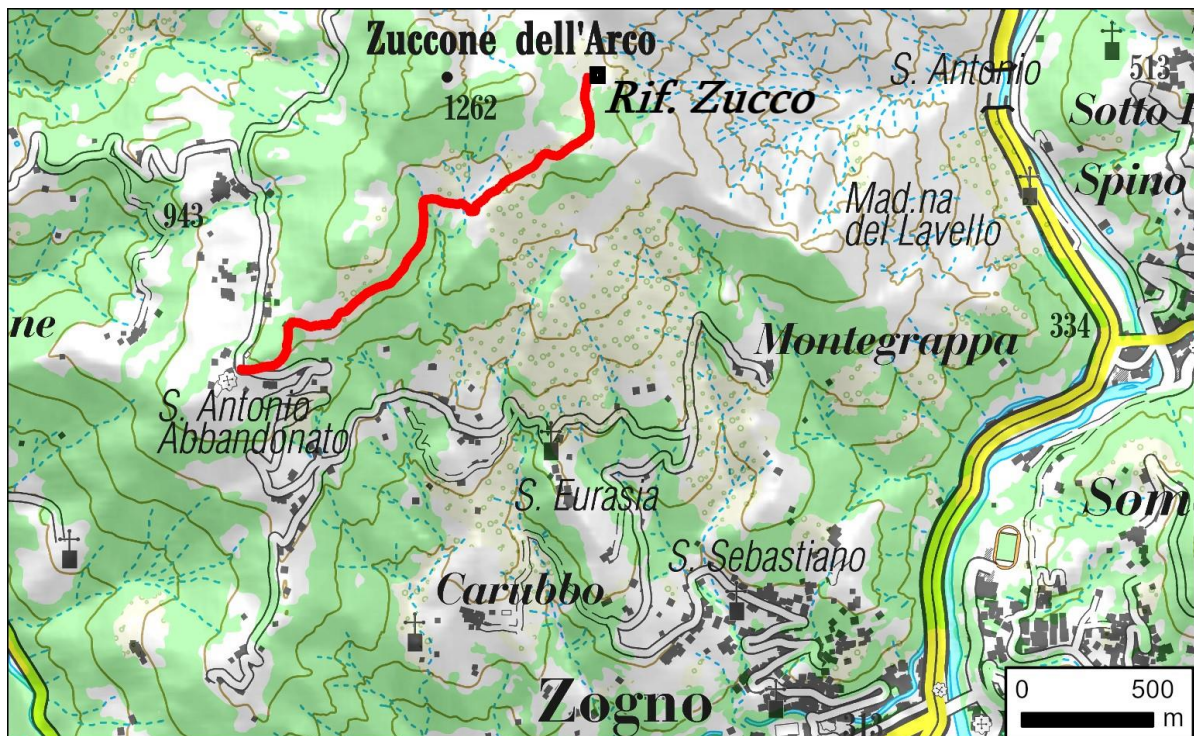 Zuccone dell'Arco
1262
Rif. Zucco
S. Antonio
513
Sotto
Spino
943
Mad.na
del Lavello
ne
Montegrappa
334
S. Antonio
Abbandonato
S. Eurasia
Som
S. Sebastiano
Carubbo
Zogno
313
0 500
m